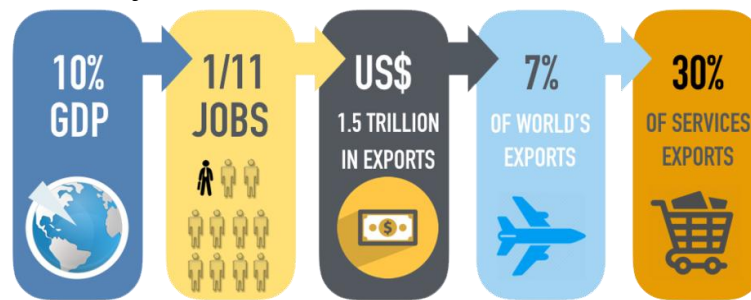 10%
GDP
1/11
JOBS
US$
1.5 TRILLION
IN EXPORTS
7%
OF WORLD'S
EXPORTS
30%
OF SERVICES
EXPORTS